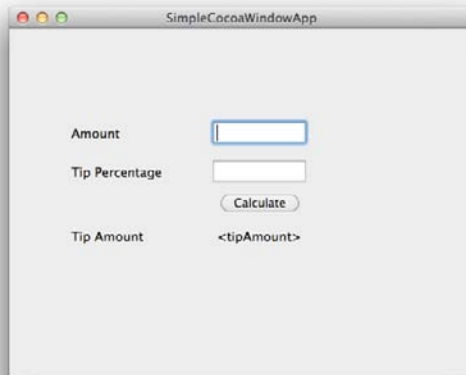 SimpleCocoaWindowApp
Amount
Tip Percentage
Calculate
Tip Amount <tipAmount>